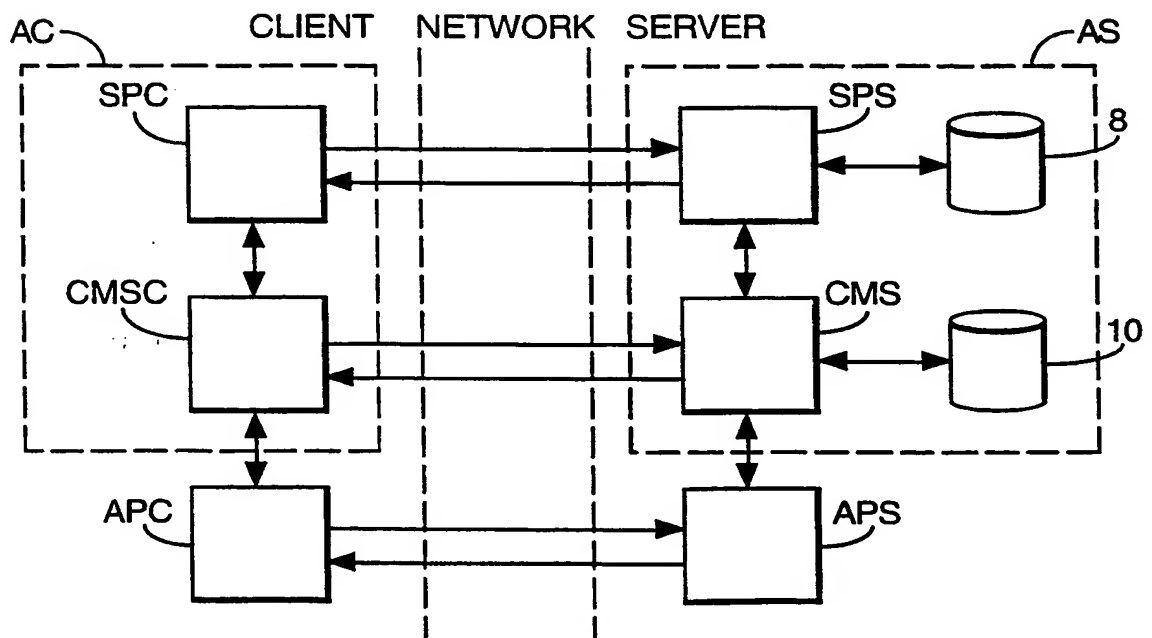 AC CLIENT NETWORK SERVER AS
SPC SPS 8
CMSC CMS 10
APC APS